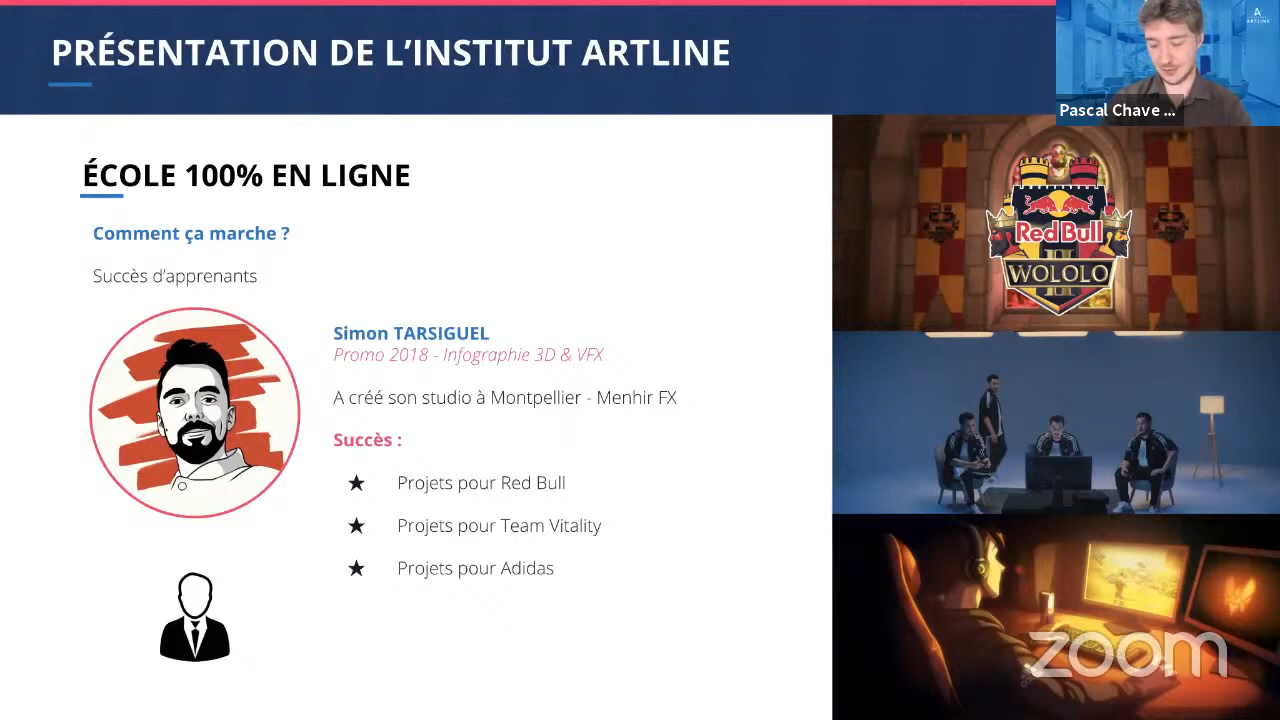 PRÉSENTATION DE L’INSTITUT ARTLINE
ARTLINE
Pascal Chave ...
ÉCOLE 100% EN LIGNE
Comment ça marche ?
Succès d’apprenants
Simon TARSIGUEL
Promo 2018 - Infographie 3D & VFX
A créé son studio à Montpellier - Menhir FX
Succès :
★ Projets pour Red Bull
★ Projets pour Team Vitality
★ Projets pour Adidas
Red Bull
WOLOLO
II
zoom